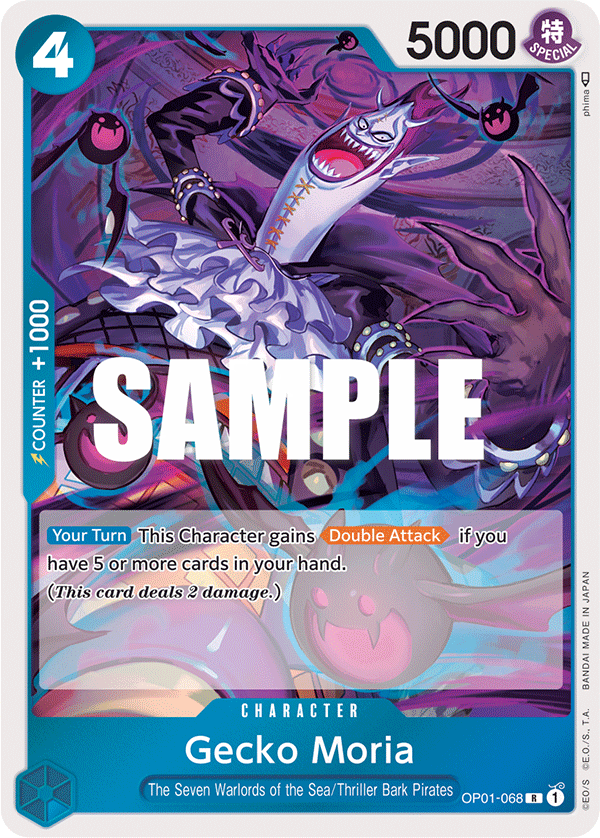 4
5000
特
SPECIAL
phima
COUNTER +1000
SAMPLE
Your Turn This Character gains Double Attack if you
have 5 or more cards in your hand.
(This card deals 2 damage.)
CHARACTER
Gecko Moria
The Seven Warlords of the Sea/Thriller Bark Pirates
OP01-068 R 1
©E.O/S ©E.O./S., T.A. BANDAI MADE IN JAPAN